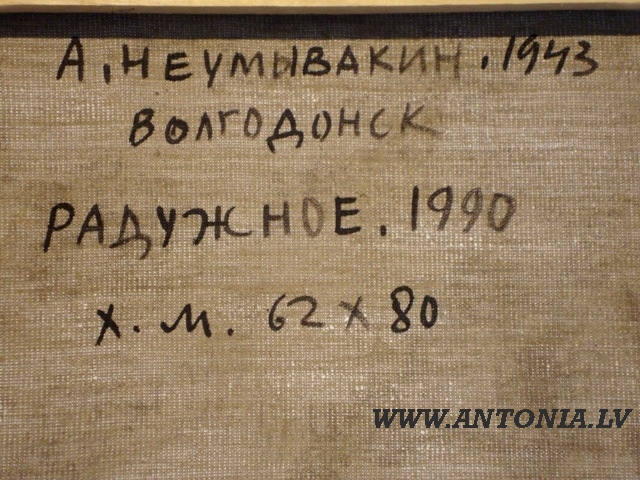 А. НЕУМЫВАКИН. 1943
ВОЛГОДОНСК
РАДУЖНОЕ. 1990
Х. М. 62 Х 80
WWW.ANTONIA.LV